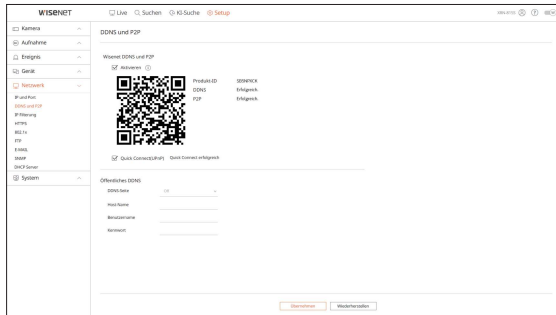 WISENET
Live
Suchen
KI-Suche
Setup
Kamera
Aufnahme
Ereignis
Gerät
Netzwerk
IP und Port
DDNS und P2P
IP Filterung
HTTPS
802.1x
FTP
E-MAIL
SNMP
DHCP Server
System
DDNS und P2P
Wisenet DDNS und P2P
Aktivieren
Produkt-ID
DDNS Erfolgreich
P2P Erfolgreich
Quick Connect(UPnP) Quick Connect erfolgreich
Öffentliches DDNS
DDNS-Seite
Host Name
Benutzername
Kennwort
Übernehmen
Wiederherstellen